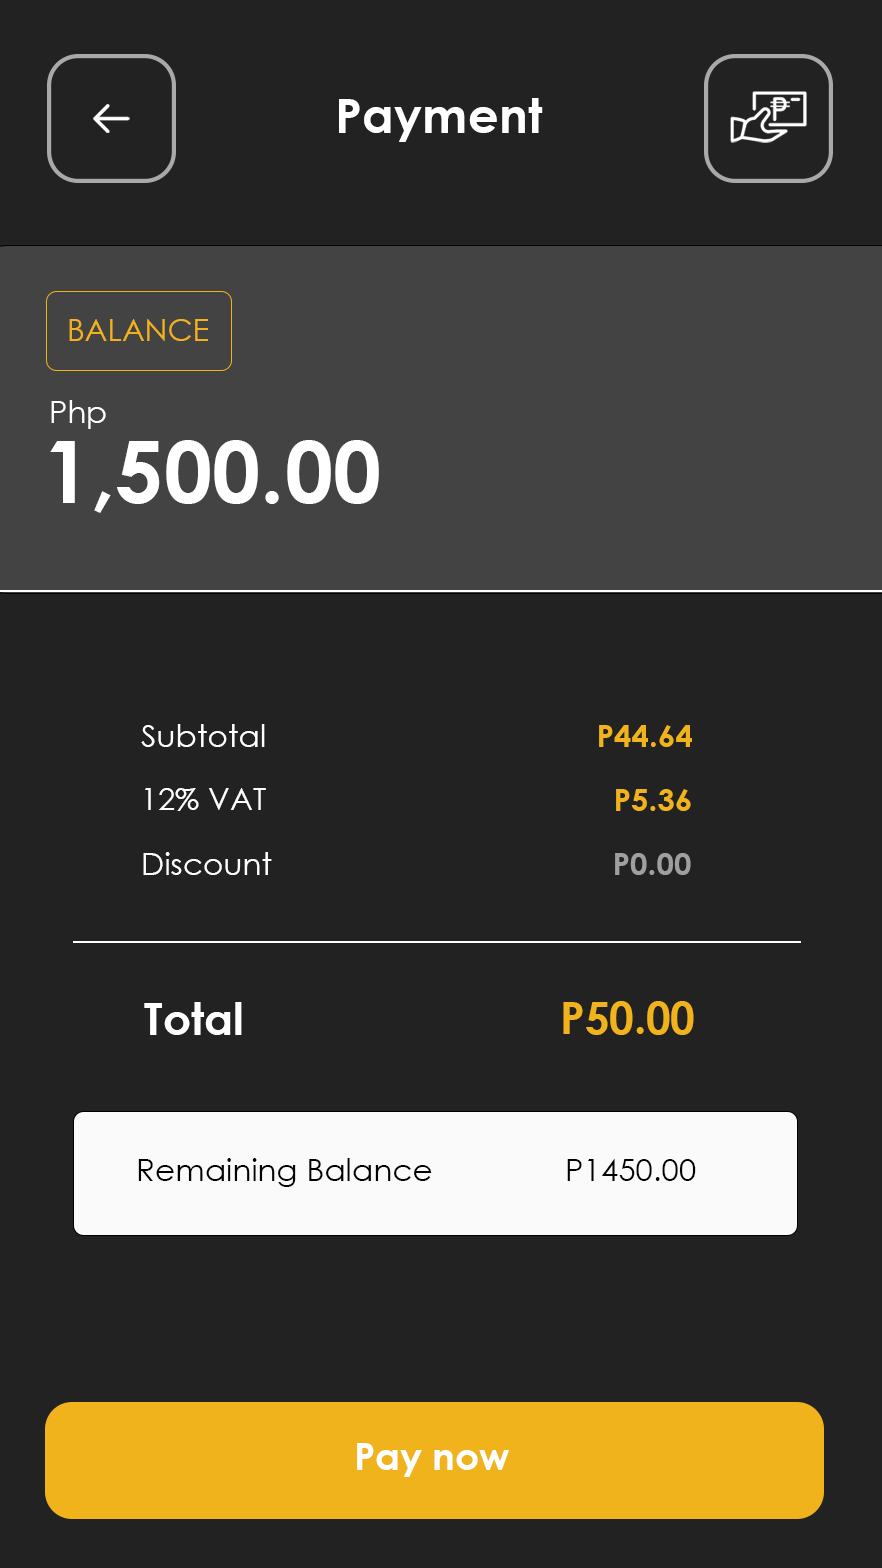 Payment
₱
BALANCE
Php
1,500.00
Subtotal P44.64
12% VAT P5.36
Discount P0.00
Total P50.00
Remaining Balance P1450.00
Pay now